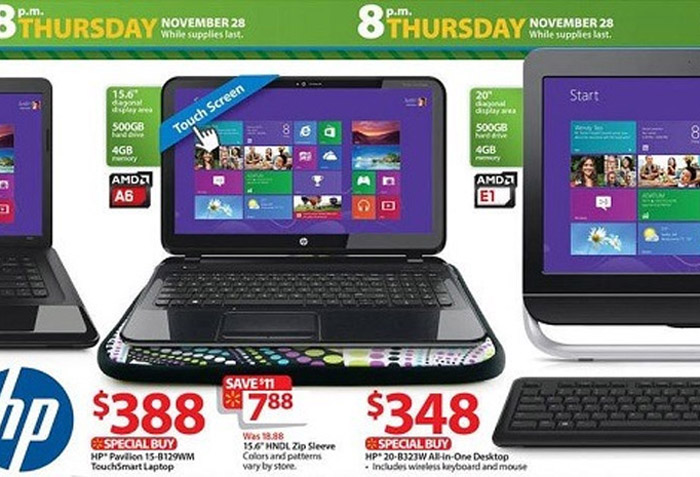 8 p.m.
THURSDAY
NOVEMBER 28
While supplies last.
8 p.m.
THURSDAY
NOVEMBER 28
While supplies last.
15.6"
diagonal
display area
500GB
hard drive
4GB
memory
AMD
A6
Touch Screen
hp
20"
diagonal
display area
500GB
hard drive
4GB
memory
AMD
E1
Start
hp
$388
SPECIAL BUY
HP® Pavilion 15-B129WM
TouchSmart Laptop
SAVE $11
7.88
Was 18.88
15.6" HNDL Zip Sleeve
Colors and patterns
vary by store.
$348
SPECIAL BUY
HP® 20-B323W All-in-One Desktop
• Includes wireless keyboard and mouse